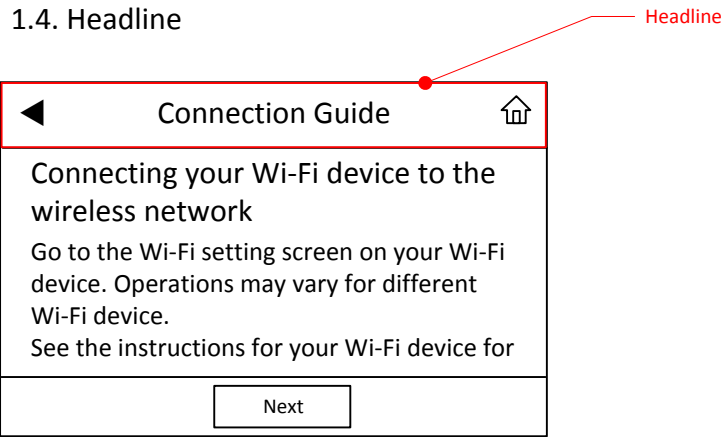 1.4. Headline
Headline
Connection Guide
Connecting your Wi-Fi device to the
wireless network
Go to the Wi-Fi setting screen on your Wi-Fi
device. Operations may vary for different
Wi-Fi device.
See the instructions for your Wi-Fi device for
Next